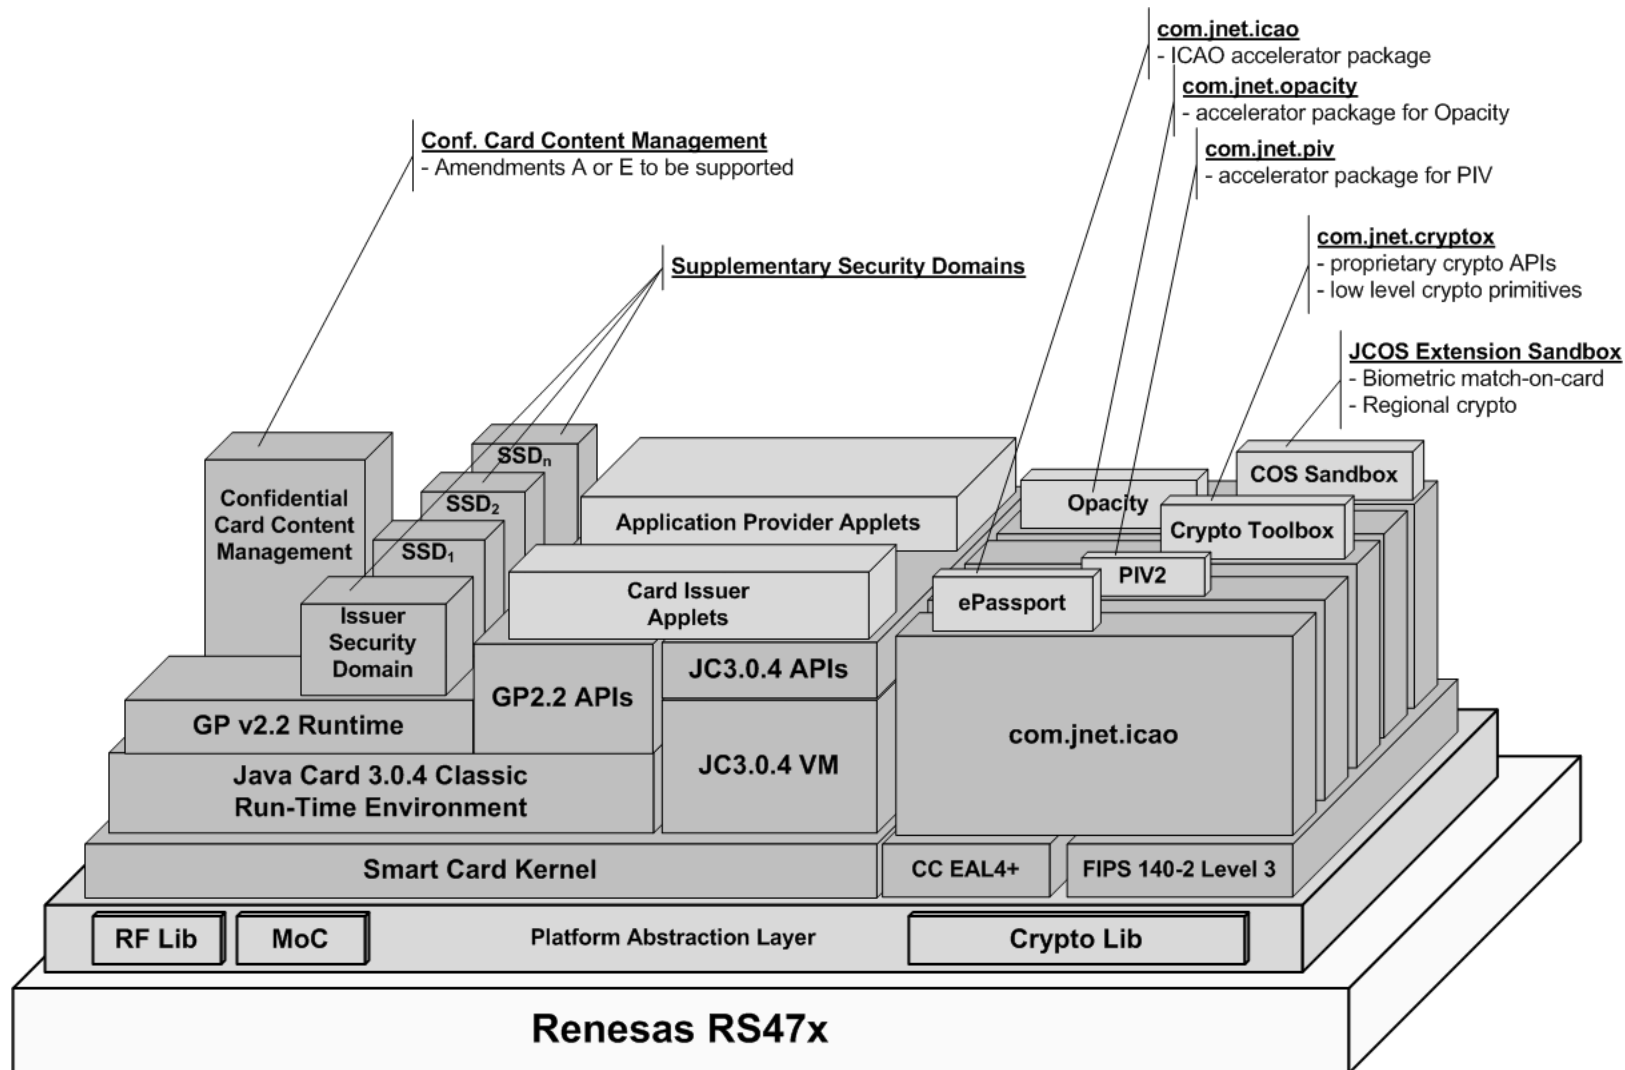 com.jnet.icao
- ICAO accelerator package
com.jnet.opacity
- accelerator package for Opacity
com.jnet.piv
- accelerator package for PIV
Conf. Card Content Management
- Amendments A or E to be supported
com.jnet.cryptox
- proprietary crypto APIs
- low level crypto primitives
Supplementary Security Domains
JCOS Extension Sandbox
- Biometric match-on-card
- Regional crypto
Confidential
Card Content
Management
SSDn
SSD2
SSD1
Issuer
Security
Domain
Application Provider Applets
Card Issuer
Applets
Opacity
COS Sandbox
Crypto Toolbox
PIV2
ePassport
GP v2.2 Runtime
GP2.2 APIs
JC3.0.4 APIs
JC3.0.4 VM
com.jnet.icao
Java Card 3.0.4 Classic
Run-Time Environment
Smart Card Kernel
CC EAL4+
FIPS 140-2 Level 3
RF Lib
MoC
Platform Abstraction Layer
Crypto Lib
Renesas RS47x